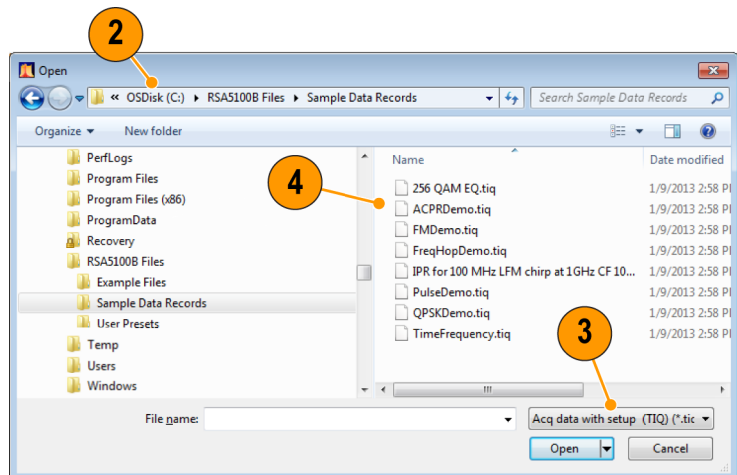 2
Open
« OSDisk (C:) RSA5100B Files Sample Data Records
Search Sample Data Records
Organize New folder
PerfLogs
Program Files
Program Files (x86)
ProgramData
Recovery
RSA5100B Files
Example Files
Sample Data Records
User Presets
Temp
Users
Windows
4
Name Date modified
256 QAM EQ.tiq 1/9/2013 2:58 P
ACPRDemo.tiq 1/9/2013 2:58 P
FMDemo.tiq 1/9/2013 2:58 P
FreqHopDemo.tiq 1/9/2013 2:58 P
IPR for 100 MHz LFM chirp at 1GHz CF 10... 1/9/2013 2:58 P
PulseDemo.tiq 1/9/2013 2:58 P
QPSKDemo.tiq 1/9/2013 2:58 P
TimeFrequency.tiq 1/9/2013 2:58 P
3
File name:
Acq data with setup (TIQ) (*.tic
Open Cancel